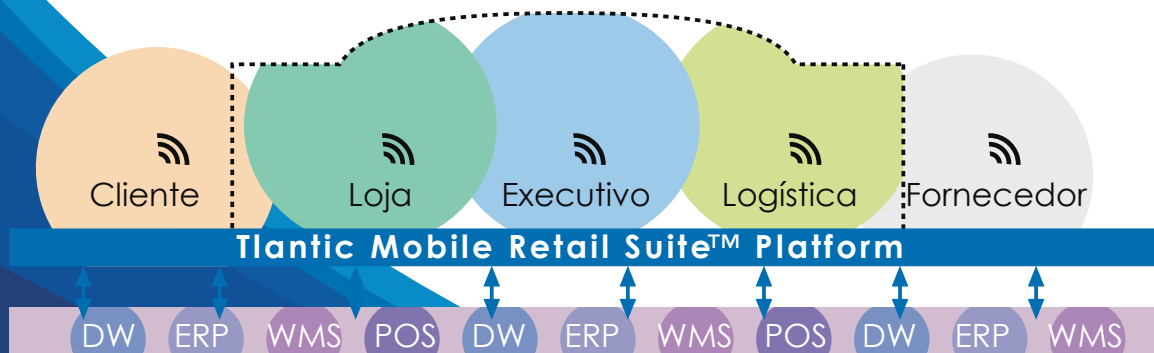 Cliente Loja Executivo Logística Fornecedor
Tlantic Mobile Retail Suite™ Platform
DW ERP WMS POS DW ERP WMS POS DW ERP WMS